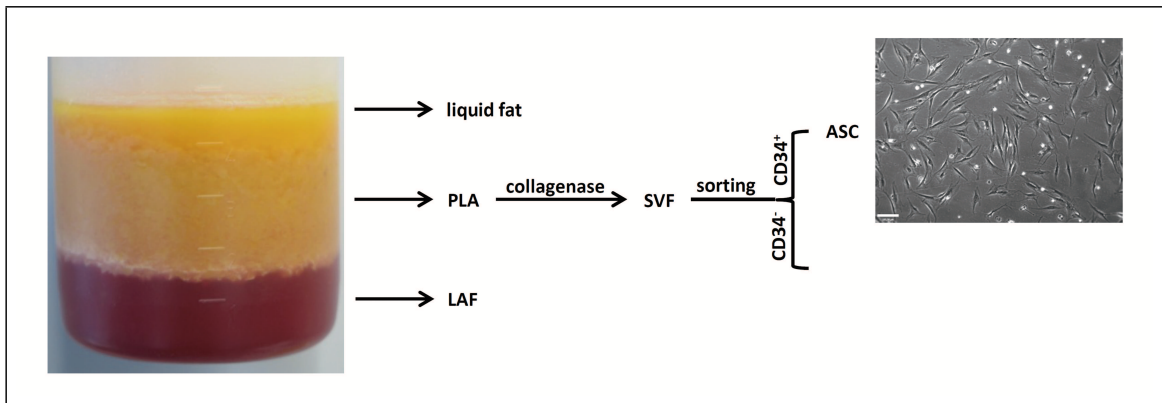 liquid fat
PLA
collagenase
SVF
sorting
CD34⁺
CD34⁻
ASC
LAF